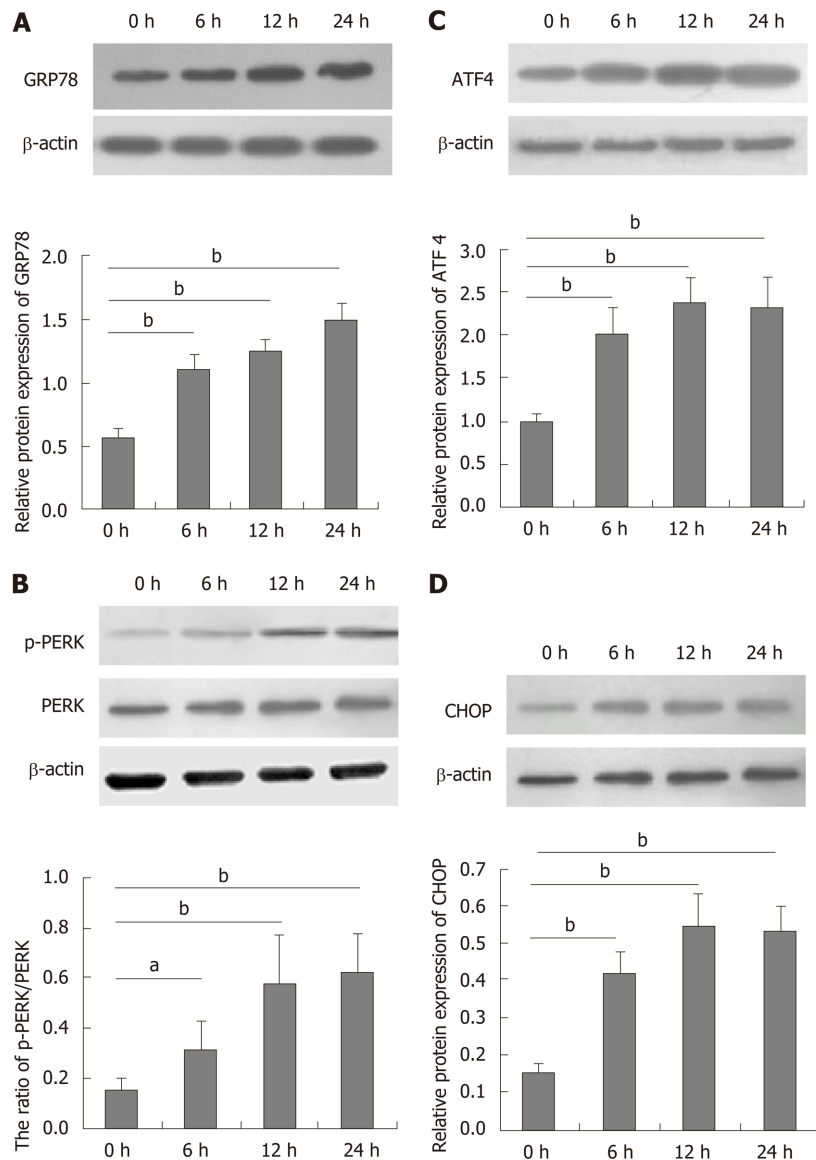 A
0 h 6 h 12 h 24 h
GRP78
β-actin
Relative protein expression of GRP78
2.0
1.5
1.0
0.5
0.0
b
b
b
0 h 6 h 12 h 24 h
C
0 h 6 h 12 h 24 h
ATF4
β-actin
Relative protein expression of ATF 4
3.0
2.5
2.0
1.5
1.0
0.5
0.0
b
b
b
0 h 6 h 12 h 24 h
B
0 h 6 h 12 h 24 h
p-PERK
PERK
β-actin
The ratio of p-PERK/PERK
1.0
0.8
0.6
0.4
0.2
0.0
b
b
a
0 h 6 h 12 h 24 h
D
0 h 6 h 12 h 24 h
CHOP
β-actin
Relative protein expression of CHOP
0.7
0.6
0.5
0.4
0.3
0.2
0.1
0.0
b
b
b
0 h 6 h 12 h 24 h